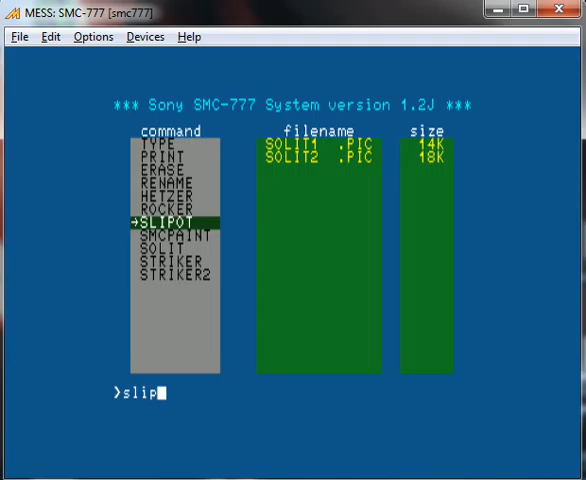 MESS: SMC-777 [smc777]
File Edit Options Devices Help
*** Sony SMC-777 System version 1.2J ***
command filename size
TYPE SOLIT1 .PIC 14K
PRINT SOLIT2 .PIC 18K
ERASE
RENAME
HETZER
ROCKER
→SLIPOT
SMCPAINT
SOLIT
STRIKER
STRIKER2
>slip